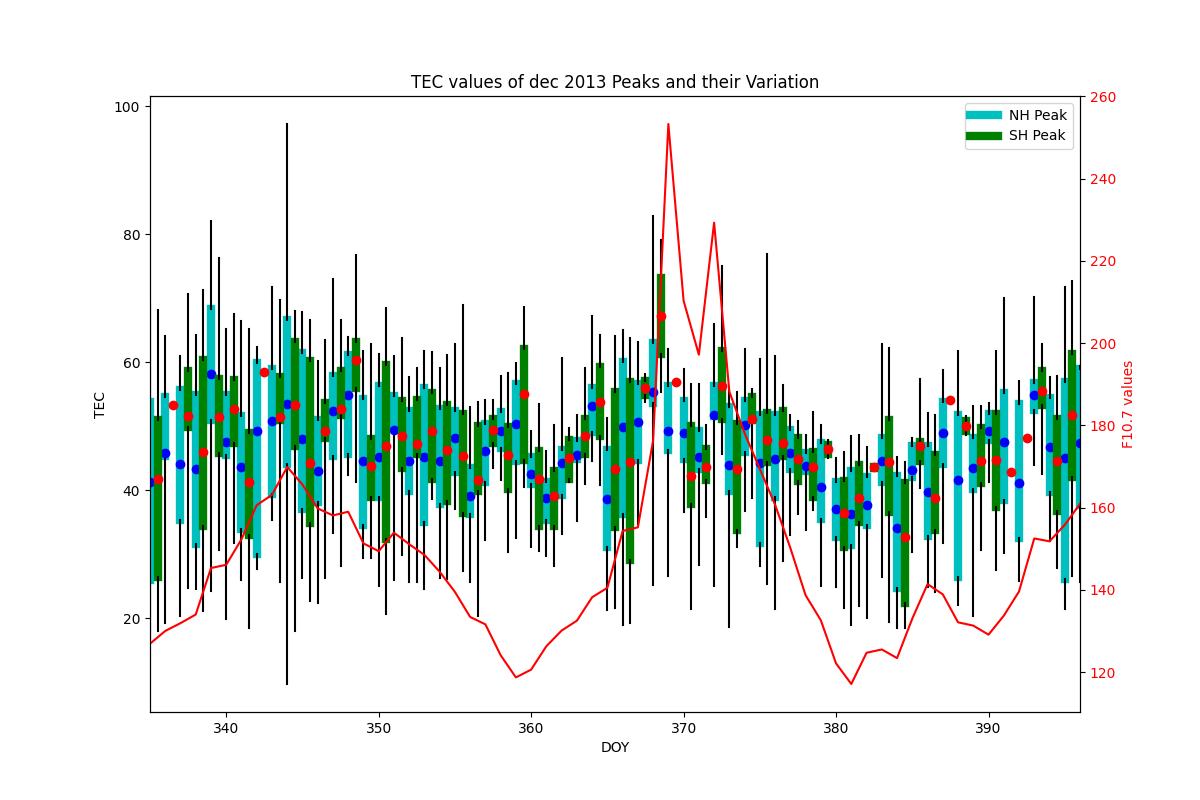 TEC values of dec 2013 Peaks and their Variation
NH Peak
SH Peak
100
80
60
40
20
TEC
260
240
220
200
180
160
140
120
F10.7 values
340 350 360 370 380 390
DOY